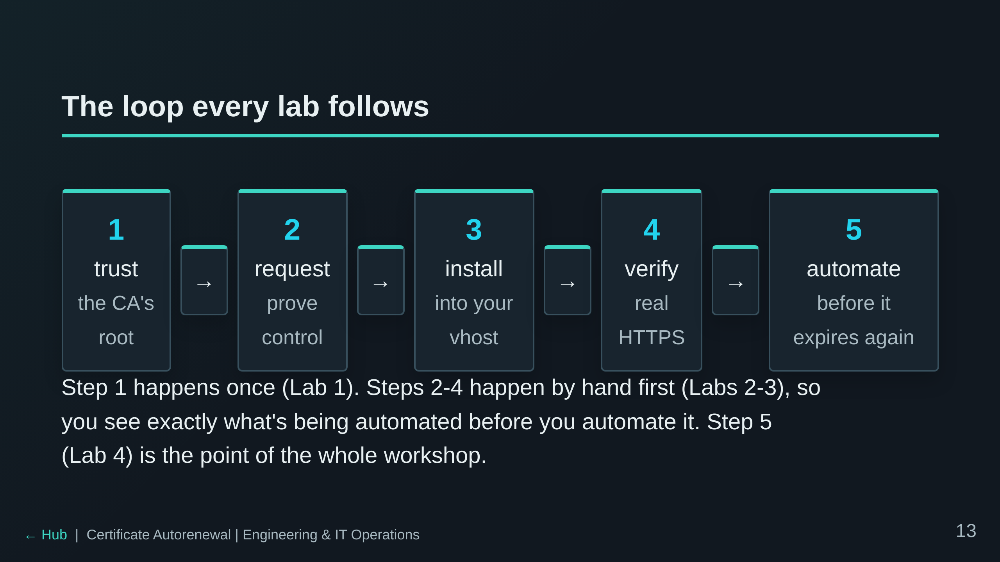 The loop every lab follows
1
trust
the CA's
root
→
2
request
prove
control
→
3
install
into your
vhost
→
4
verify
real
HTTPS
→
5
automate
before it
expires again
Step 1 happens once (Lab 1). Steps 2-4 happen by hand first (Labs 2-3), so
you see exactly what's being automated before you automate it. Step 5
(Lab 4) is the point of the whole workshop.
← Hub | Certificate Autorenewal | Engineering & IT Operations
13